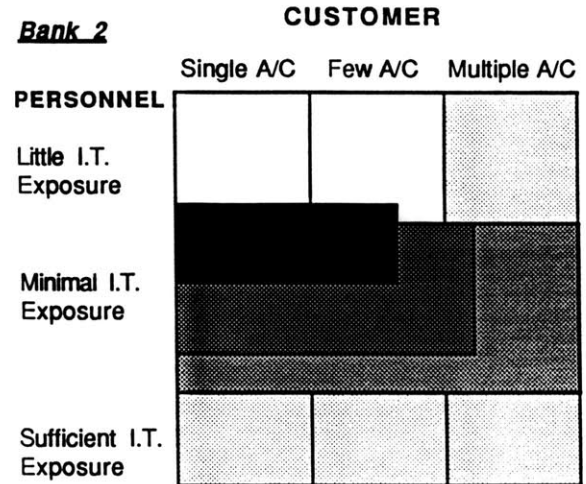 Bank 2
CUSTOMER
Single A/C Few A/C Multiple A/C
PERSONNEL
Little I.T.
Exposure
Minimal I.T.
Exposure
Sufficient I.T.
Exposure